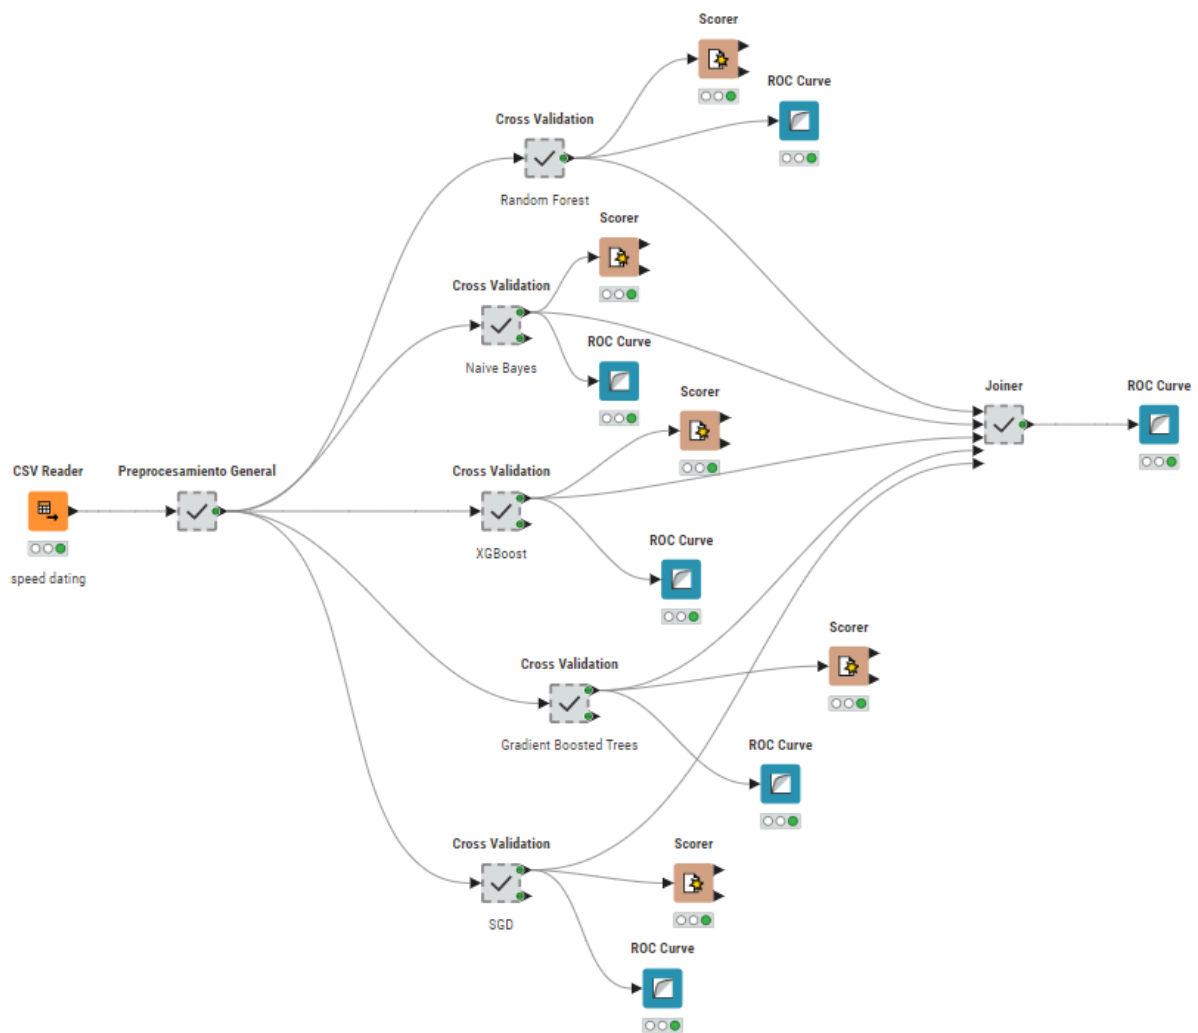 Scorer
ROC Curve
Cross Validation
Random Forest
Scorer
Cross Validation
ROC Curve
Naive Bayes
Scorer
Joiner
ROC Curve
CSV Reader
Preprocesamiento General
Cross Validation
ROC Curve
XGBoost
speed dating
Scorer
Cross Validation
Gradient Boosted Trees
ROC Curve
Cross Validation
Scorer
SGD
ROC Curve